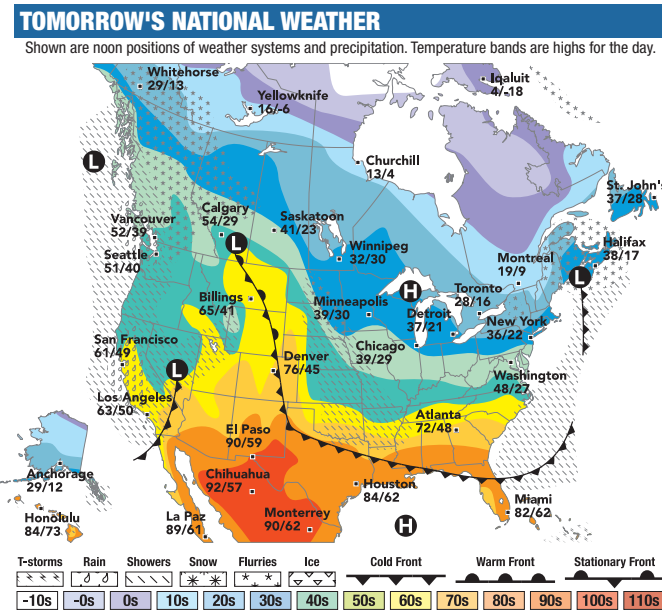 TOMORROW'S NATIONAL WEATHER
Shown are noon positions of weather systems and precipitation. Temperature bands are highs for the day.
Whitehorse
29/13
Iqaluit
4/-18
Yellowknife
16/-6
L
Churchill
13/4
St. John's
37/28
Calgary
54/29
Saskatoon
41/23
Vancouver
52/39
L
Winnipeg
32/30
Halifax
38/17
Seattle
51/40
Montreal
19/9
L
H
Toronto
28/16
Billings
65/41
Minneapolis
39/30
Detroit
37/21
New York
36/22
San Francisco
61/49
Chicago
39/29
Denver
76/45
L
Washington
48/27
Los Angeles
63/50
Atlanta
72/48
El Paso
90/59
Anchorage
29/12
Chihuahua
92/57
Houston
84/62
Miami
82/62
Honolulu
84/73
La Paz
89/61
Monterrey
90/62
H
T-storms Rain Showers Snow Flurries Ice Cold Front Warm Front Stationary Front
-10s -0s 0s 10s 20s 30s 40s 50s 60s 70s 80s 90s 100s 110s